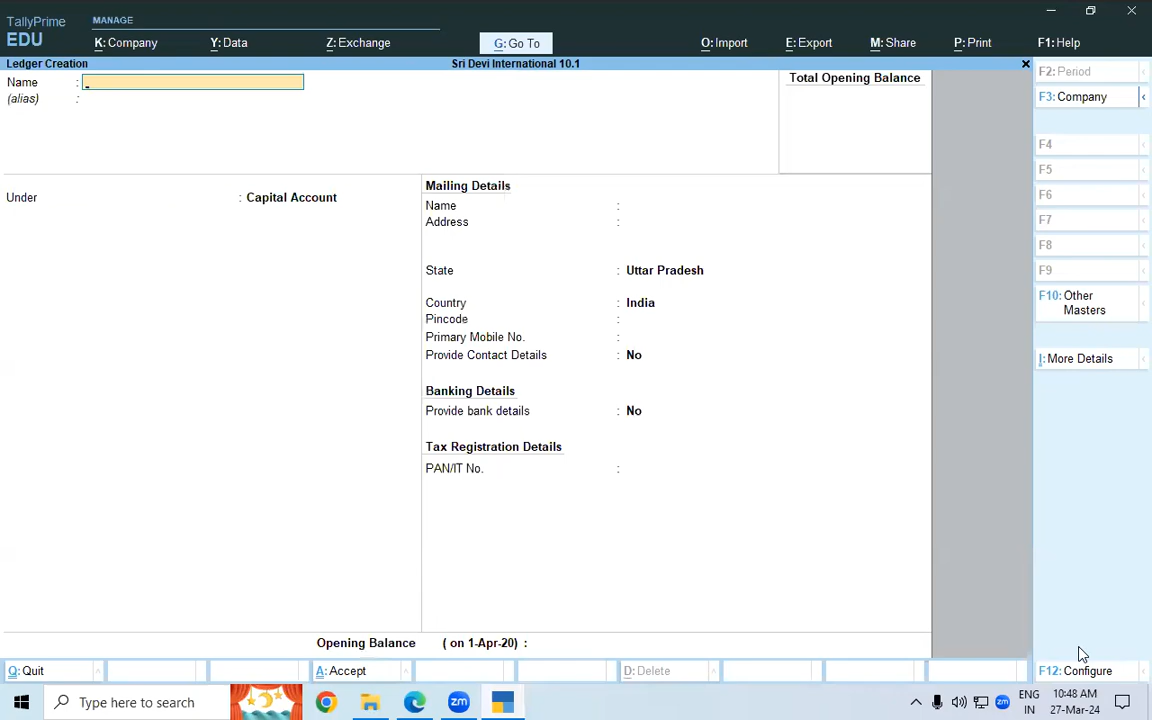 TallyPrime
EDU
MANAGE
K: Company
Y: Data
Z: Exchange
G: Go To
O: Import
E: Export
M: Share
P: Print
F1: Help
Ledger Creation
Sri Devi International 10.1
Name :
(alias) :
Total Opening Balance
Under : Capital Account
Mailing Details
Name :
Address :
State : Uttar Pradesh
Country : India
Pincode :
Primary Mobile No. :
Provide Contact Details : No
Banking Details
Provide bank details : No
Tax Registration Details
PAN/IT No. :
Opening Balance ( on 1-Apr-20) :
F2: Period
F3: Company
F4
F5
F6
F7
F8
F9
F10: Other
Masters
I: More Details
F12: Configure
Q: Quit
A: Accept
D: Delete
Type here to search
zm
zm
ENG
IN
10:48 AM
27-Mar-24